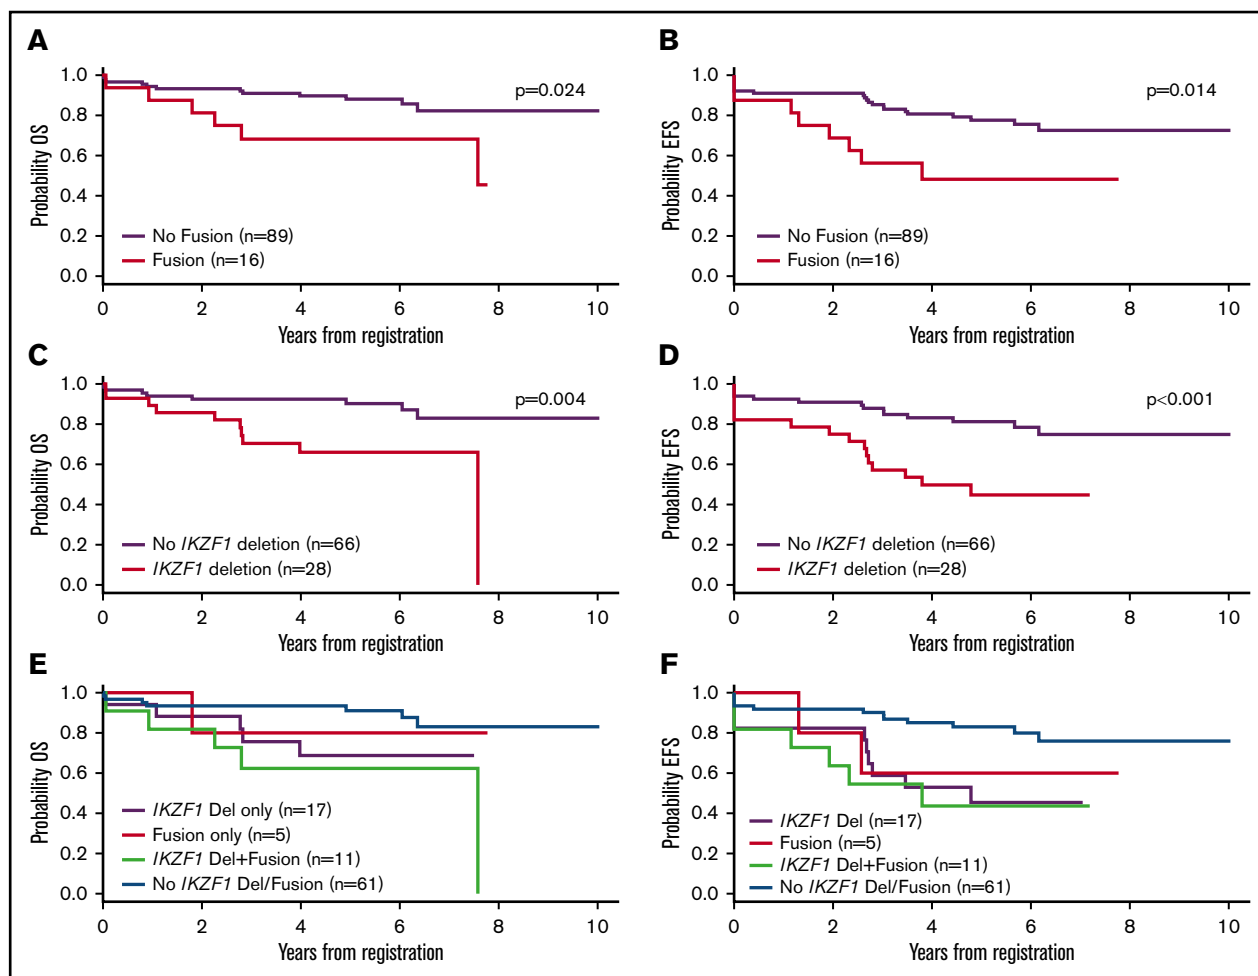 A
1.0
0.8
0.6
0.4
0.2
0.0
Probability OS
p=0.024
No Fusion (n=89)
Fusion (n=16)
0 2 4 6 8 10
Years from registration
B
1.0
0.8
0.6
0.4
0.2
0.0
Probability EFS
p=0.014
No Fusion (n=89)
Fusion (n=16)
0 2 4 6 8 10
Years from registration
C
1.0
0.8
0.6
0.4
0.2
0.0
Probability OS
p=0.004
No IKZF1 deletion (n=66)
IKZF1 deletion (n=28)
0 2 4 6 8 10
Years from registration
D
1.0
0.8
0.6
0.4
0.2
0.0
Probability EFS
p<0.001
No IKZF1 deletion (n=66)
IKZF1 deletion (n=28)
0 2 4 6 8 10
Years from registration
E
1.0
0.8
0.6
0.4
0.2
0.0
Probability OS
IKZF1 Del only (n=17)
Fusion only (n=5)
IKZF1 Del+Fusion (n=11)
No IKZF1 Del/Fusion (n=61)
0 2 4 6 8 10
Years from registration
F
1.0
0.8
0.6
0.4
0.2
0.0
Probability EFS
IKZF1 Del (n=17)
Fusion (n=5)
IKZF1 Del+Fusion (n=11)
No IKZF1 Del/Fusion (n=61)
0 2 4 6 8 10
Years from registration